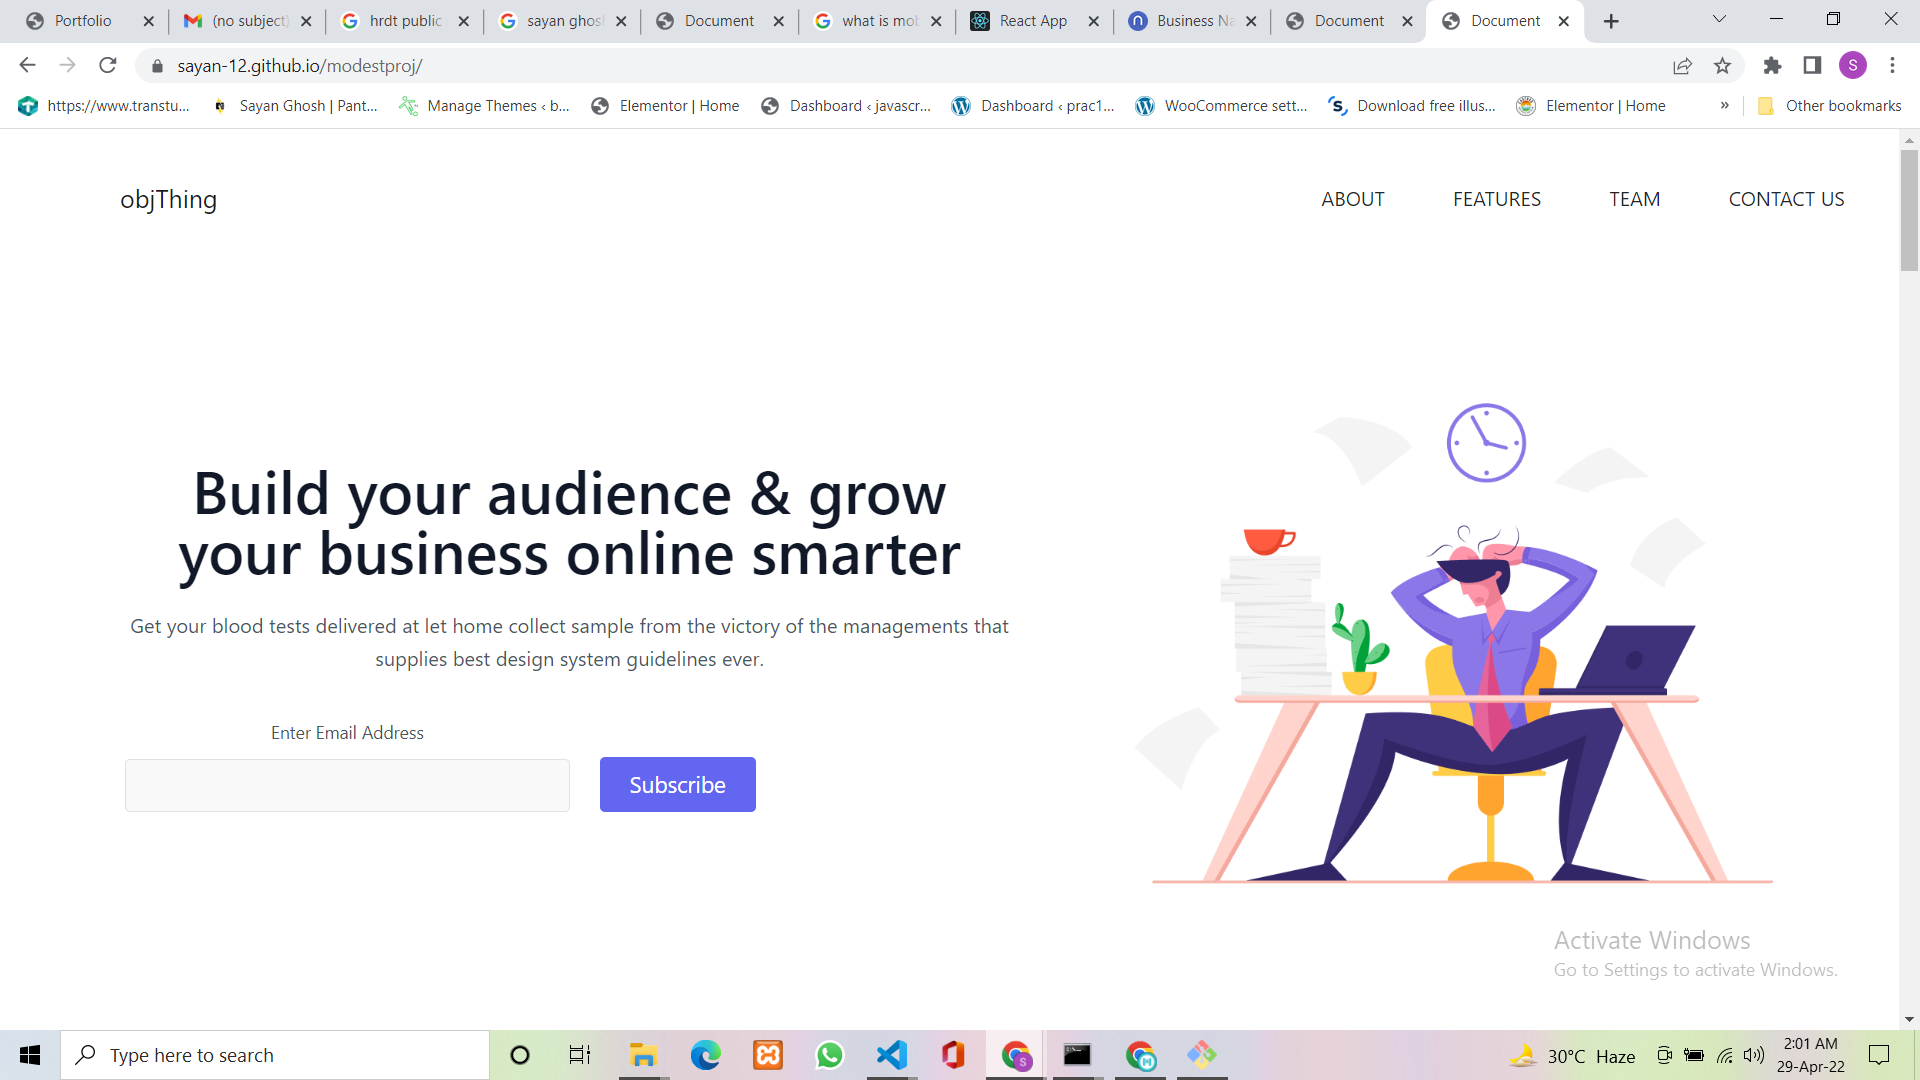 Portfolio
(no subject)
hrdt public
sayan ghosh
Document
what is mob
React App
Business Na
Document
Document
sayan-12.github.io/modestproj/
S
https://www.transtu...
Sayan Ghosh | Pant...
Manage Themes ‹ b...
Elementor | Home
Dashboard ‹ javascr...
Dashboard ‹ prac1...
WooCommerce sett...
Download free illus...
Elementor | Home
»
Other bookmarks
objThing
ABOUT
FEATURES
TEAM
CONTACT US
Build your audience & grow
your business online smarter
Get your blood tests delivered at let home collect sample from the victory of the managements that
supplies best design system guidelines ever.
Enter Email Address
Subscribe
Activate Windows
Go to Settings to activate Windows.
Type here to search
30°C Haze
2:01 AM
29-Apr-22